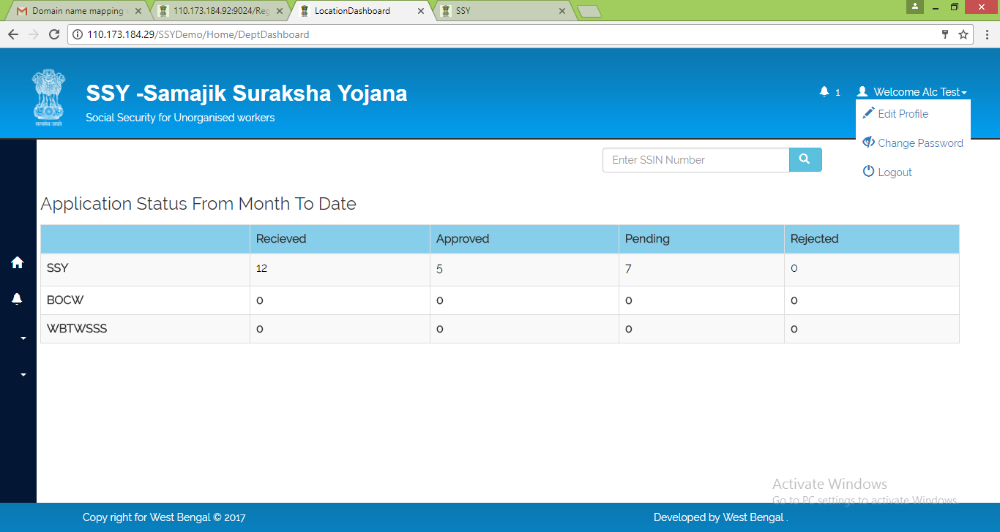 Domain name mapping
110.173.184.92:9024/Reg
LocationDashboard
SSY
110.173.184.29/SSYDemo/Home/DeptDashboard
SSY -Samajik Suraksha Yojana
Social Security for Unorganised workers
सत्यमेव जयते
1
Welcome Alc Test
Edit Profile
Change Password
Logout
Enter SSIN Number
Application Status From Month To Date
Recieved Approved Pending Rejected
SSY 12 5 7 0
BOCW 0 0 0 0
WBTWSSS 0 0 0 0
Activate Windows
Go to PC settings to activate Windows.
Copy right for West Bengal © 2017
Developed by West Bengal .